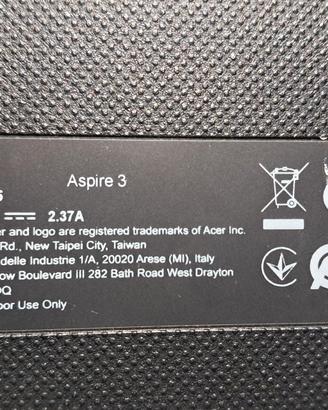 Aspire 3
2.37A
er and logo are registered trademarks of Acer Inc.
Rd., New Taipei City, Taiwan
delle Industrie 1/A, 20020 Arese (MI), Italy
ow Boulevard III 282 Bath Road West Drayton
DQ
oor Use Only